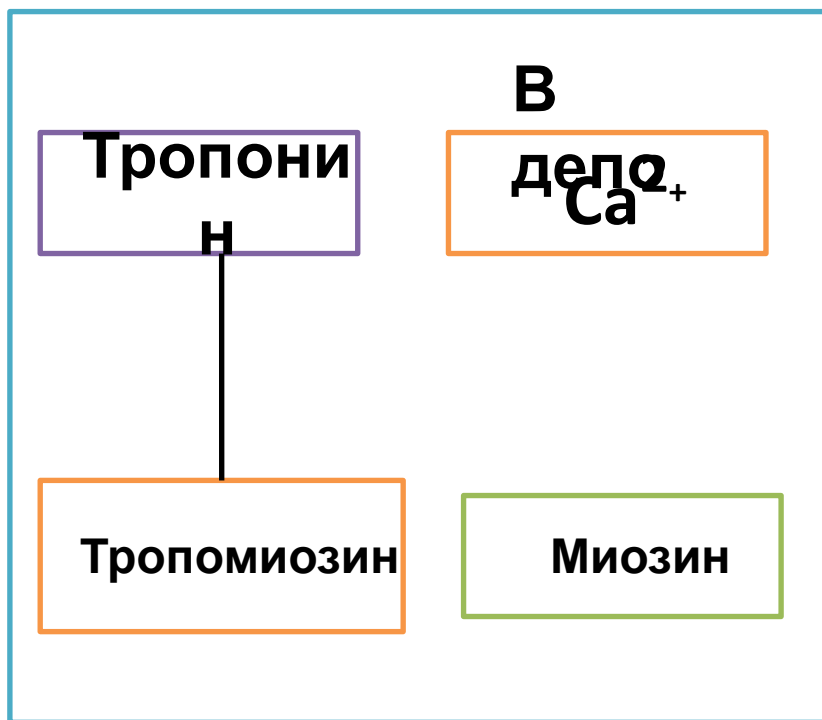 Тропони
н
В
депо
Ca²⁺
Тропомиозин
Миозин